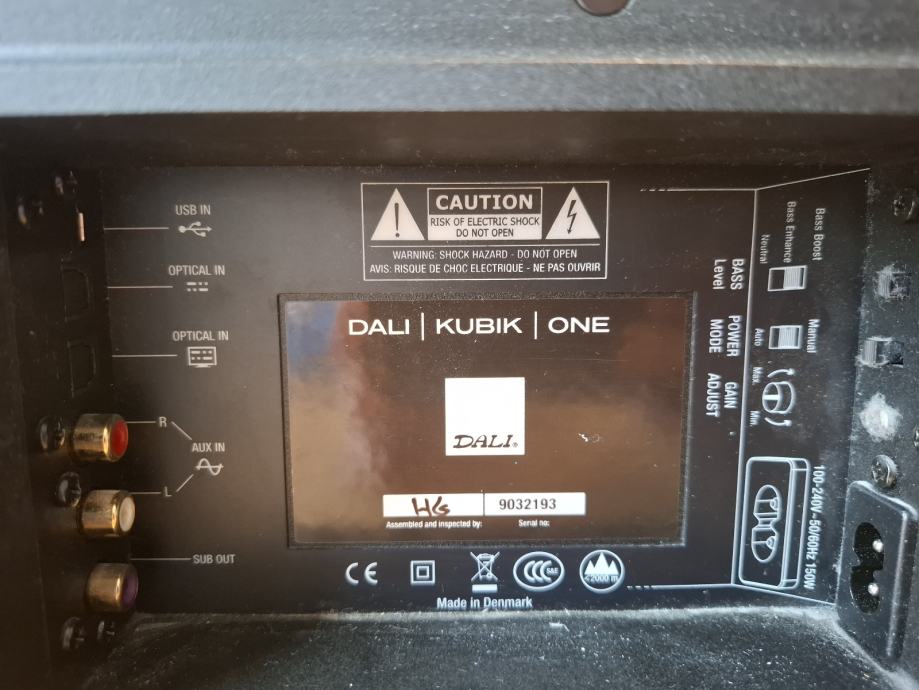 USB IN
OPTICAL IN
OPTICAL IN
R
AUX IN
L
SUB OUT
CAUTION
RISK OF ELECTRIC SHOCK
DO NOT OPEN
WARNING: SHOCK HAZARD - DO NOT OPEN
AVIS: RISQUE DE CHOC ELECTRIQUE - NE PAS OUVRIR
DALI | KUBIK | ONE
DALI®
HG 9032193
Assembled and inspected by: Serial no:
CE CCC S&E ≤2000 m
Made in Denmark
Bass Boost
Bass Enhance
Neutral
BASS
Level
Manual
Auto
POWER
MODE
Max.
Min.
GAIN
ADJUST
100-240V~50/60Hz 150W